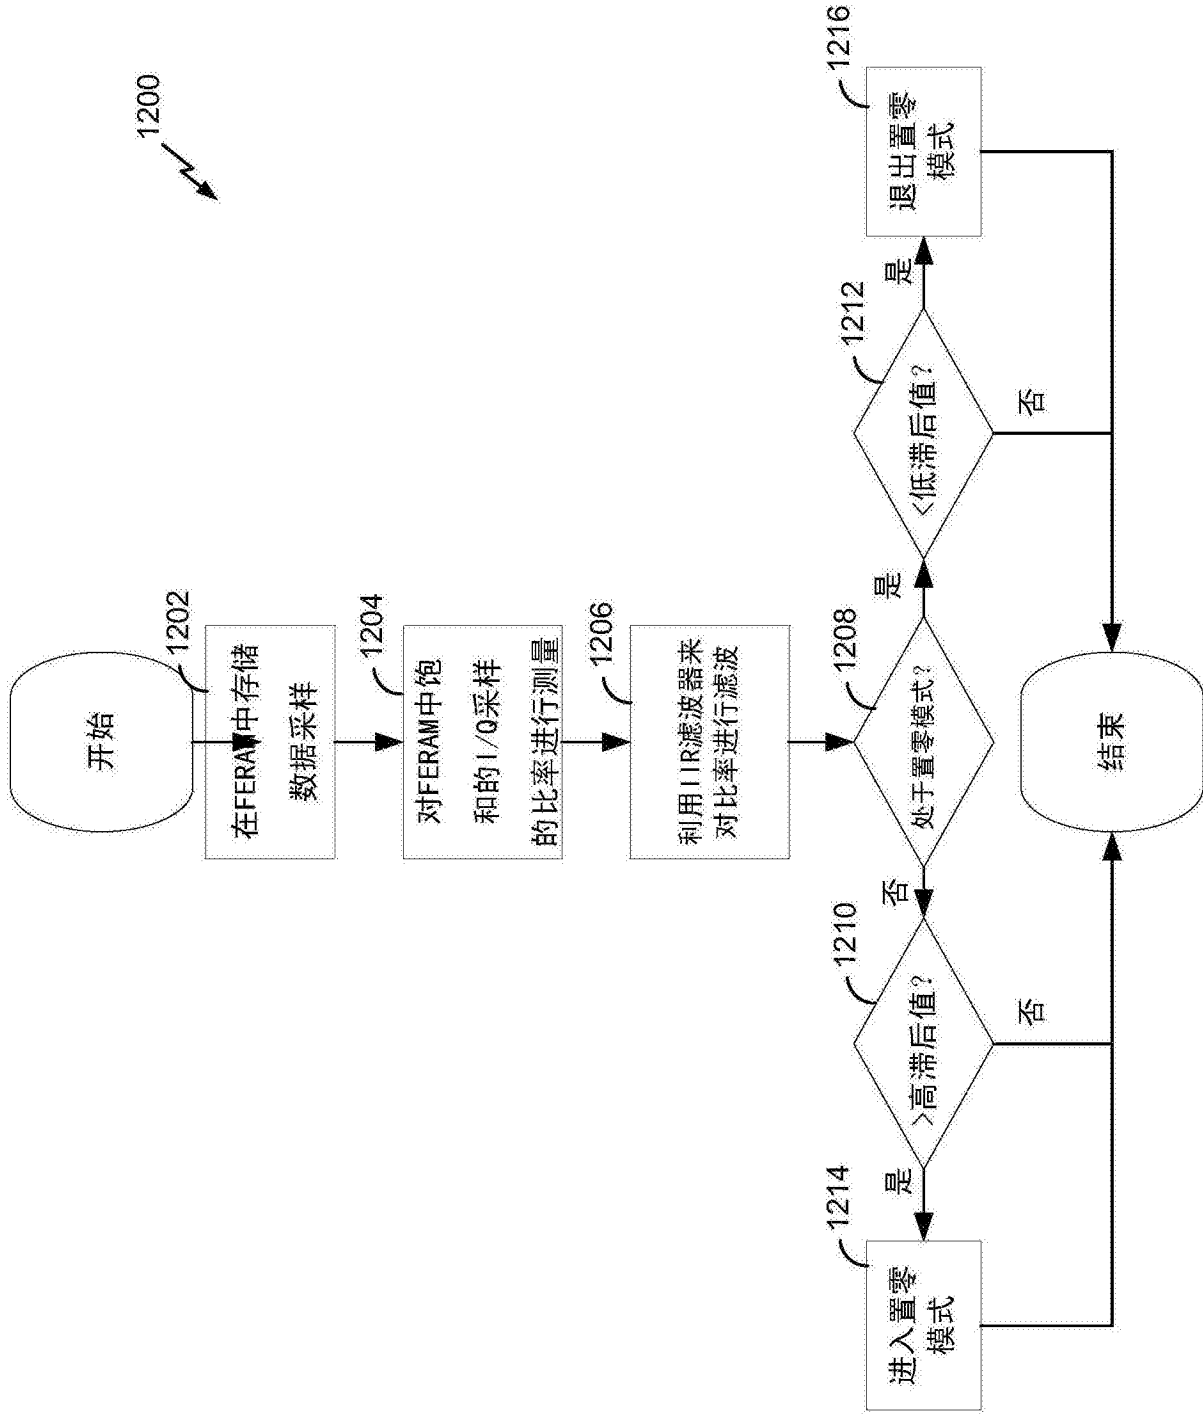 1200
开始
1202
在FERAM中存储
数据采样
1204
对FERAM中饱
和的I/Q采样
的比率进行测量
1206
利用IIR滤波器来
对比率进行滤波
1208
处于置零模式？
否
是
1210
>高滞后值？
是
否
1212
<低滞后值？
是
否
1214
进入置零
模式
1216
退出置零
模式
结束